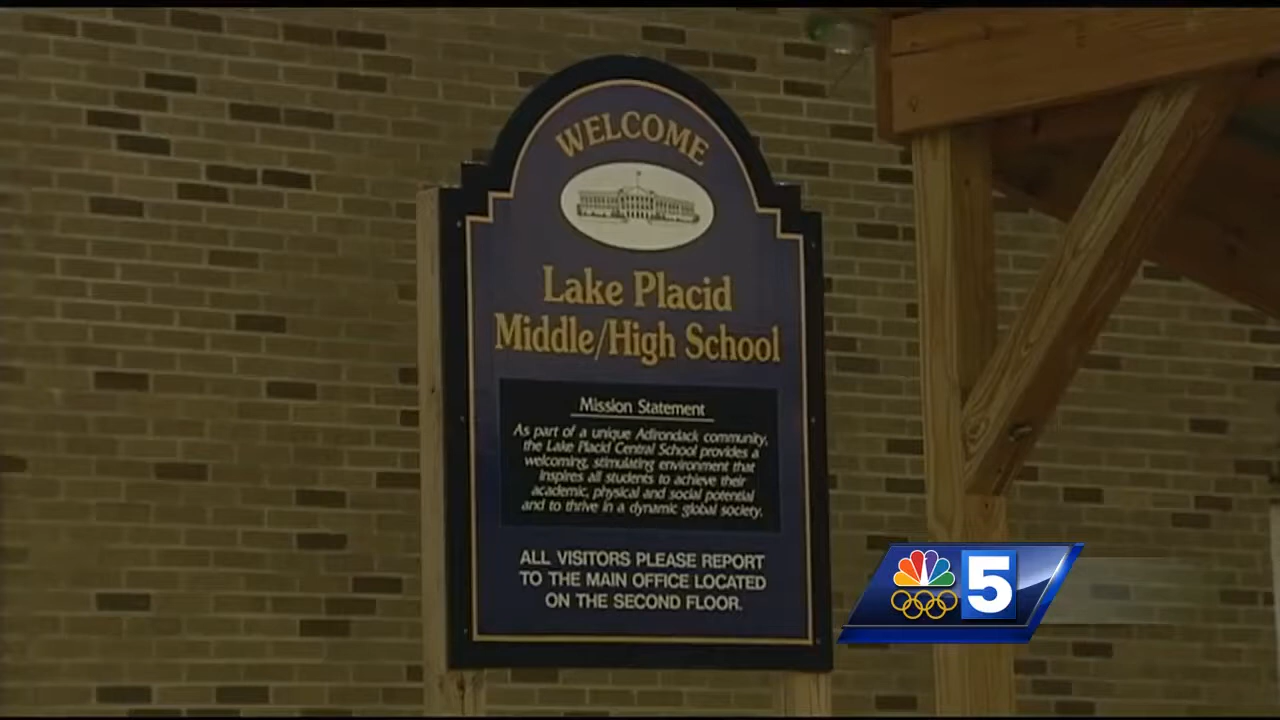 WELCOME
Lake Placid
Middle/High School
Mission Statement
As part of a unique Adirondack community,
the Lake Placid Central School provides a
welcoming, stimulating environment that
inspires all students to achieve their
academic, physical and social potential
and to thrive in a dynamic global society.
ALL VISITORS PLEASE REPORT
TO THE MAIN OFFICE LOCATED
ON THE SECOND FLOOR.
5